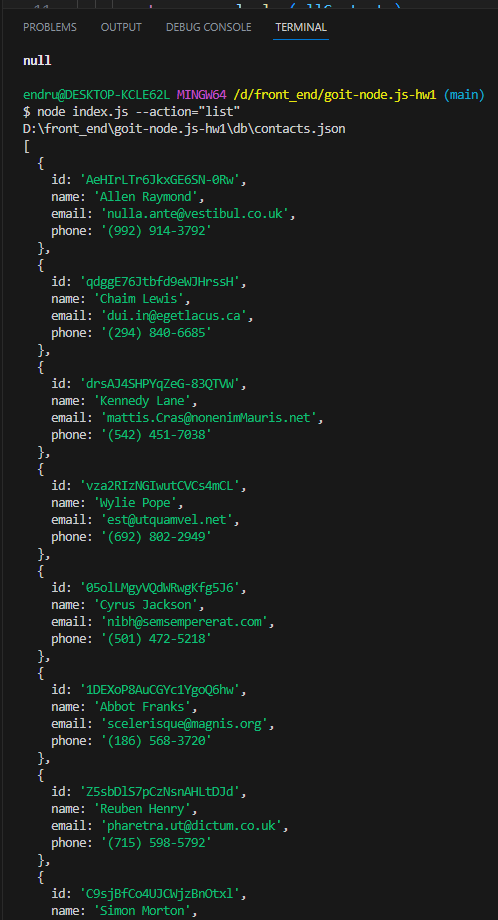 PROBLEMS OUTPUT DEBUG CONSOLE TERMINAL
null
endru@DESKTOP-KCLE62L MINGW64 /d/front_end/goit-node.js-hw1 (main)
$ node index.js --action="list"
D:\front_end\goit-node.js-hw1\db\contacts.json
[
  {
    id: 'AeHIrLTr6JkxGE6SN-0Rw',
    name: 'Allen Raymond',
    email: 'nulla.ante@vestibul.co.uk',
    phone: '(992) 914-3792'
  },
  {
    id: 'qdggE76Jtbfd9eWJHrssH',
    name: 'Chaim Lewis',
    email: 'dui.in@egetlacus.ca',
    phone: '(294) 840-6685'
  },
  {
    id: 'drsAJ4SHPYqZeG-83QTVW',
    name: 'Kennedy Lane',
    email: 'mattis.Cras@nonenimMauris.net',
    phone: '(542) 451-7038'
  },
  {
    id: 'vza2RIzNGIwutCVCs4mCL',
    name: 'Wylie Pope',
    email: 'est@utquamvel.net',
    phone: '(692) 802-2949'
  },
  {
    id: '05olLMgyVQdWRwgKfg5J6',
    name: 'Cyrus Jackson',
    email: 'nibh@semsempererat.com',
    phone: '(501) 472-5218'
  },
  {
    id: '1DEXoP8AuCGYc1YgoQ6hw',
    name: 'Abbot Franks',
    email: 'scelerisque@magnis.org',
    phone: '(186) 568-3720'
  },
  {
    id: 'Z5sbDlS7pCzNsnAHLtDJd',
    name: 'Reuben Henry',
    email: 'pharetra.ut@dictum.co.uk',
    phone: '(715) 598-5792'
  },
  {
    id: 'C9sjBfCo4UJCWjzBnOtxl',
    name: 'Simon Morton',